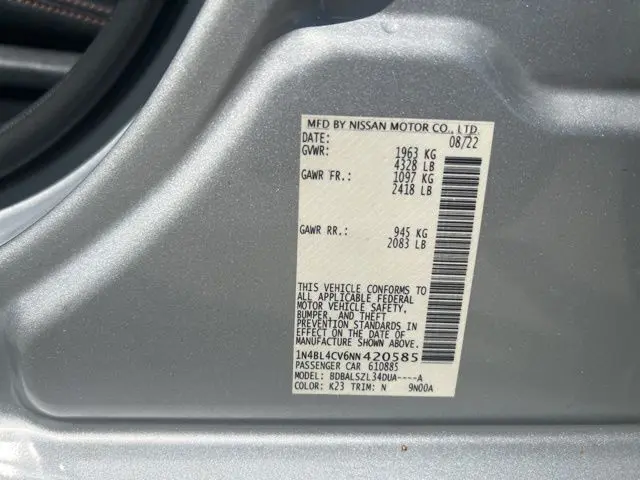 MFD BY NISSAN MOTOR CO., LTD.
DATE: 08/22
GVWR: 1963 KG
4328 LB
GAWR FR.: 1097 KG
2418 LB
GAWR RR.: 945 KG
2083 LB
THIS VEHICLE CONFORMS TO
ALL APPLICABLE FEDERAL
MOTOR VEHICLE SAFETY,
BUMPER, AND THEFT
PREVENTION STANDARDS IN
EFFECT ON THE DATE OF
MANUFACTURE SHOWN ABOVE.
1N4BL4CV6NN420585
PASSENGER CAR 610885
MODEL: BDBALSZL34DUA----A
COLOR: K23 TRIM: N 9N00A